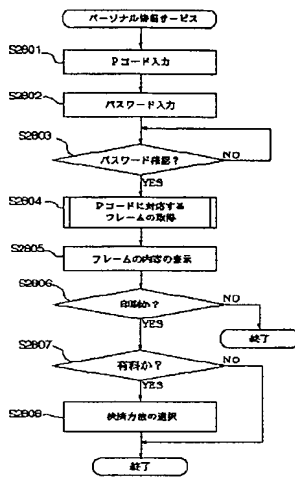 パーソナル情報サービス
S2801
Pコード入力
S2802
パスワード入力
S2803
パスワード確認?
NO
YES
S2804
Pコードに対応する
フレームの取得
S2805
フレームの内容の表示
S2806
印刷か?
NO
YES
終了
S2807
有料か?
NO
YES
S2808
決済方法の選択
終了